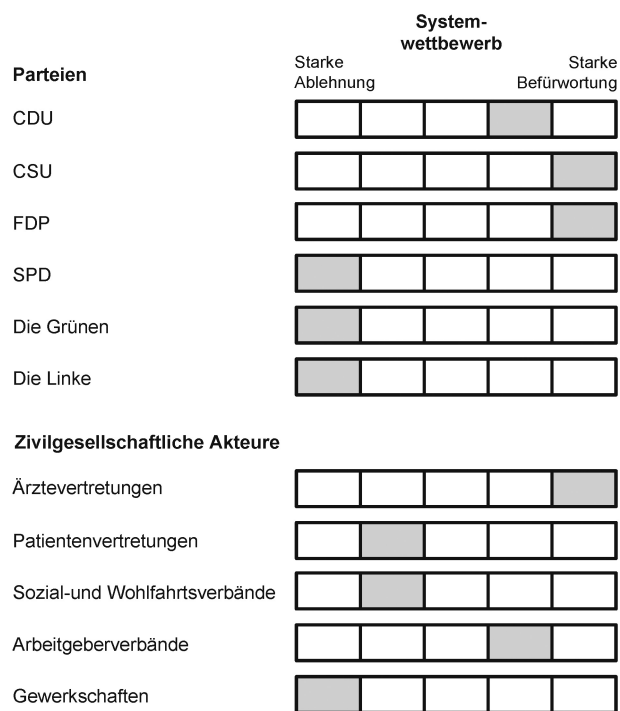 System-
wettbewerb
Parteien
Starke
Ablehnung
Starke
Befürwortung
CDU
CSU
FDP
SPD
Die Grünen
Die Linke
Zivilgesellschaftliche Akteure
Ärztevertretungen
Patientenvertretungen
Sozial-und Wohlfahrtsverbände
Arbeitgeberverbände
Gewerkschaften